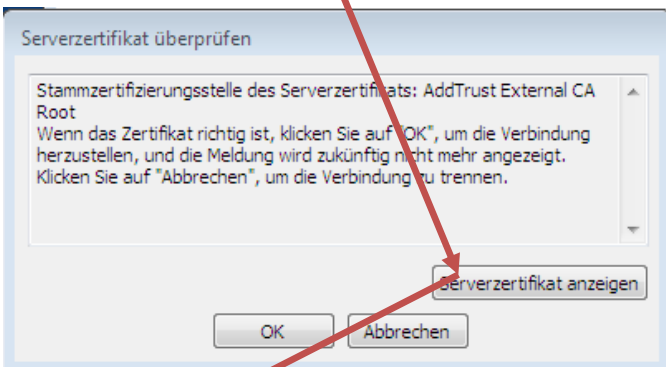 Serverzertifikat überprüfen
Stammzertifizierungsstelle des Serverzertifikats: AddTrust External CA
Root
Wenn das Zertifikat richtig ist, klicken Sie auf "OK", um die Verbindung
herzustellen, und die Meldung wird zukünftig nicht mehr angezeigt.
Klicken Sie auf "Abbrechen", um die Verbindung zu trennen.
Serverzertifikat anzeigen
OK
Abbrechen